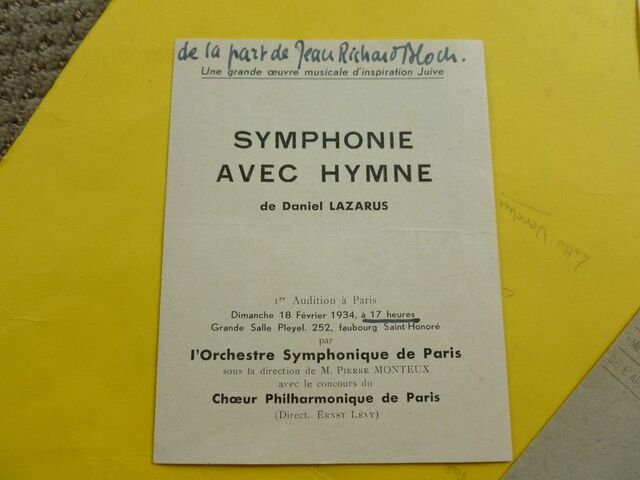 de la part de Jean Richard Bloch.
Une grande œuvre musicale d'inspiration Juive
SYMPHONIE
AVEC HYMNE
de Daniel LAZARUS
1re Audition à Paris
Dimanche 18 Février 1934, à 17 heures
Grande Salle Pleyel. 252, faubourg Saint-Honoré
par
l'Orchestre Symphonique de Paris
sous la direction de M. PIERRE MONTEUX
avec le concours du
Chœur Philharmonique de Paris
(Direct. ERNST LÉVY)